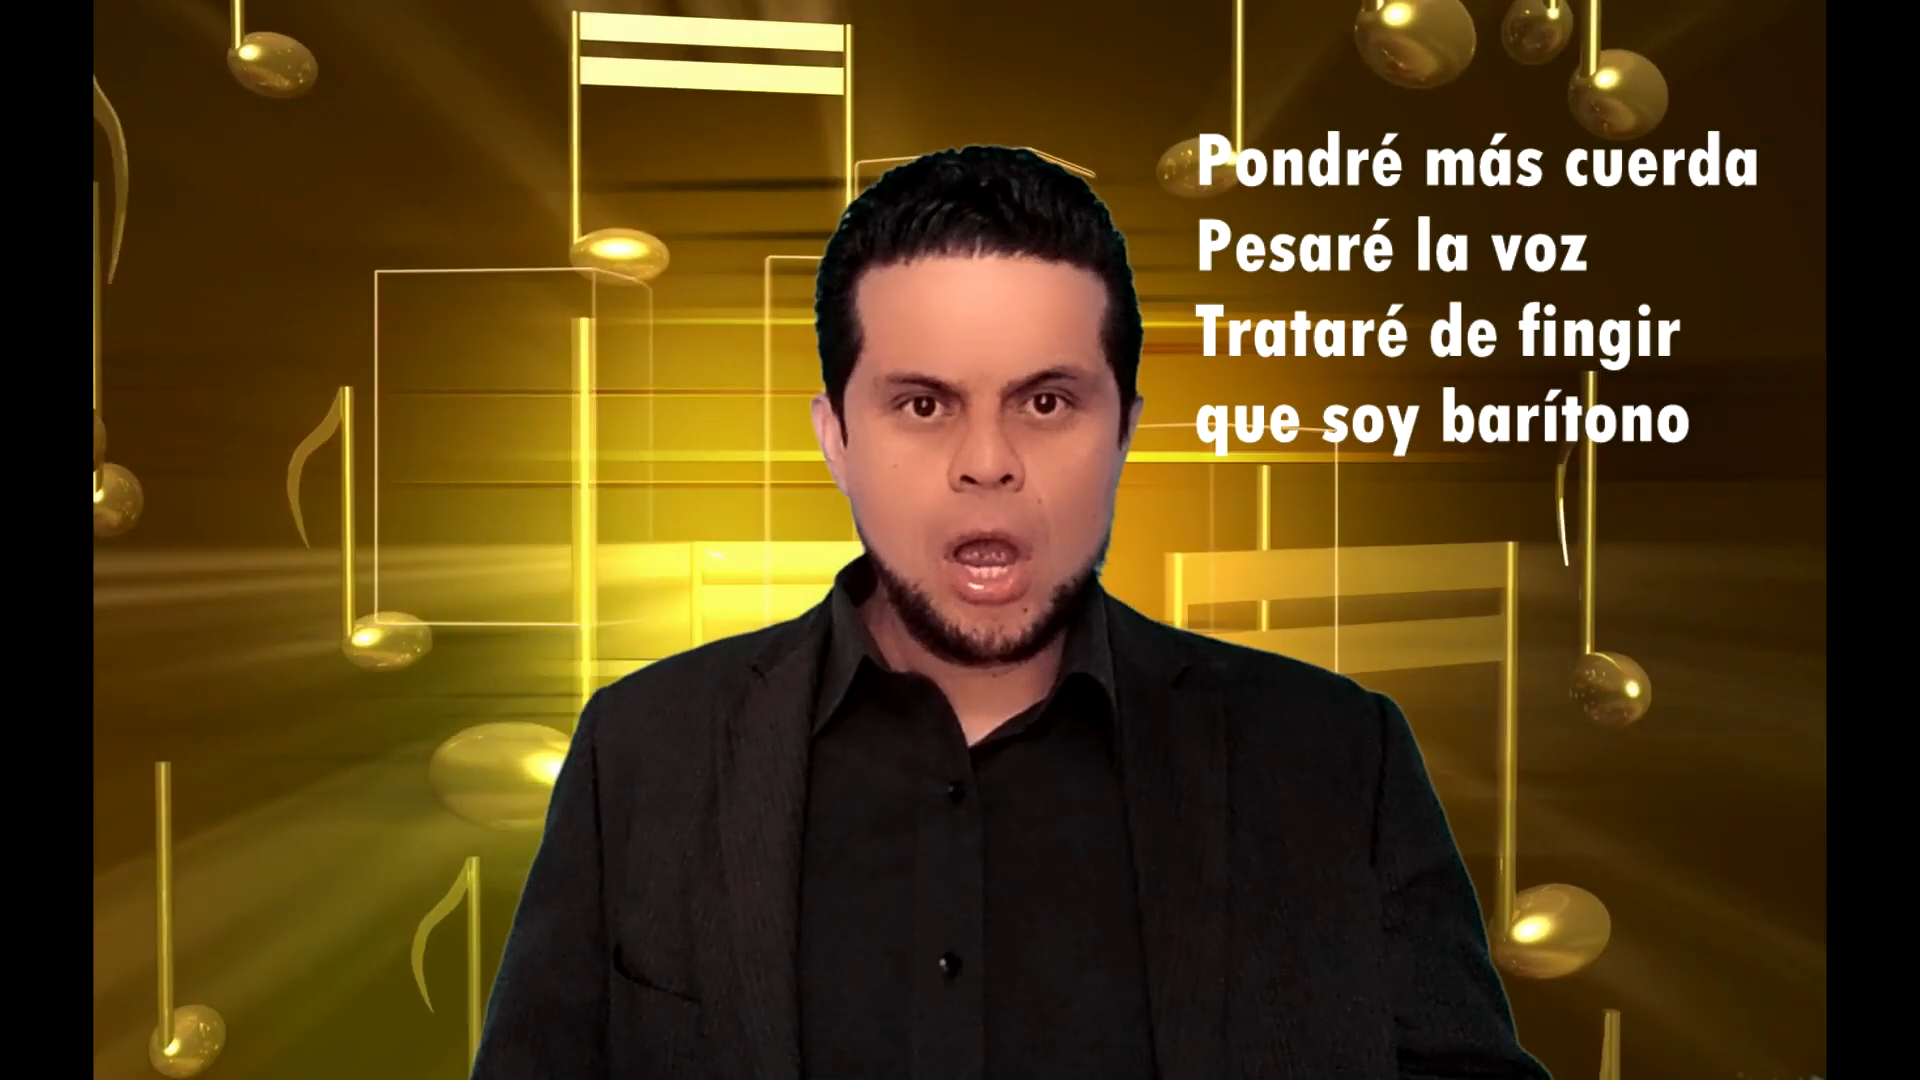 Pondré más cuerda
Pesaré la voz
Trataré de fingir
que soy barítono